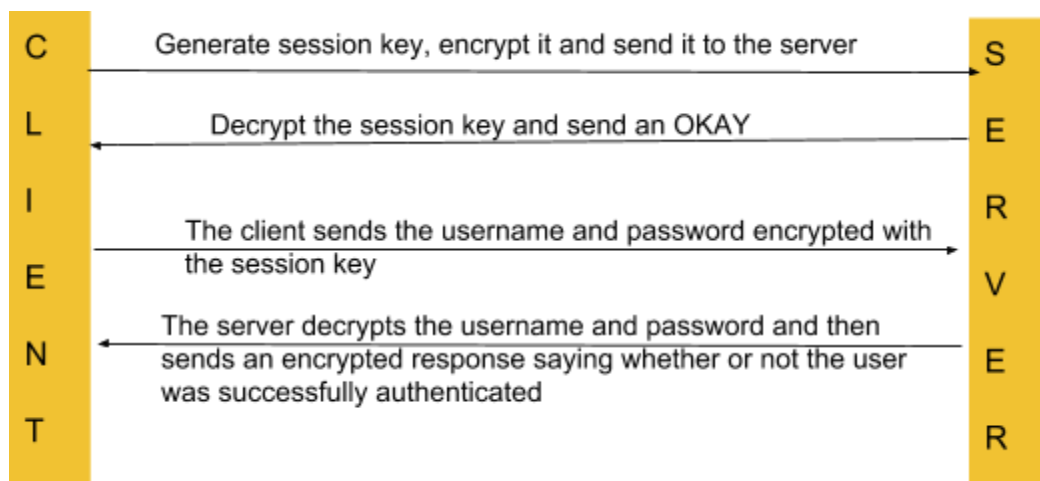 CLIENT
Generate session key, encrypt it and send it to the server
Decrypt the session key and send an OKAY
The client sends the username and password encrypted with
the session key
The server decrypts the username and password and then
sends an encrypted response saying whether or not the user
was successfully authenticated
SERVER